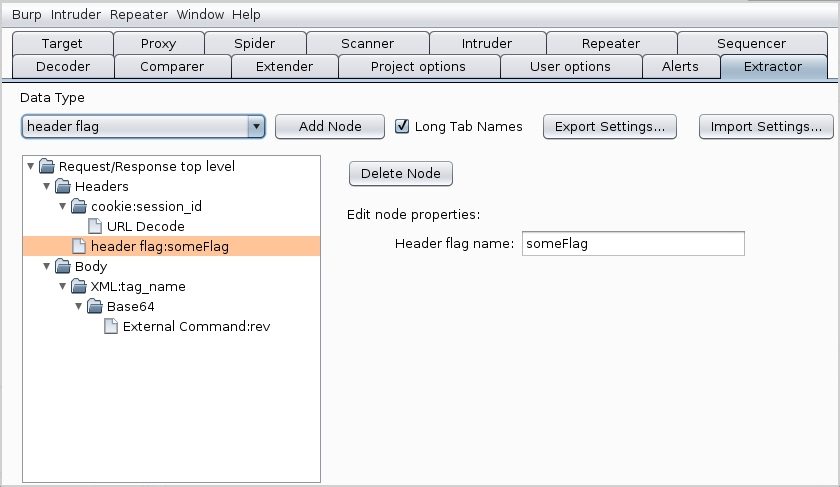 Burp Intruder Repeater Window Help
Target Proxy Spider Scanner Intruder Repeater Sequencer
Decoder Comparer Extender Project options User options Alerts Extractor
Data Type
header flag Add Node Long Tab Names Export Settings... Import Settings...
Request/Response top level
Delete Node
Headers
cookie:session_id
Edit node properties:
URL Decode
header flag:someFlag
Header flag name: someFlag
Body
XML:tag_name
Base64
External Command:rev